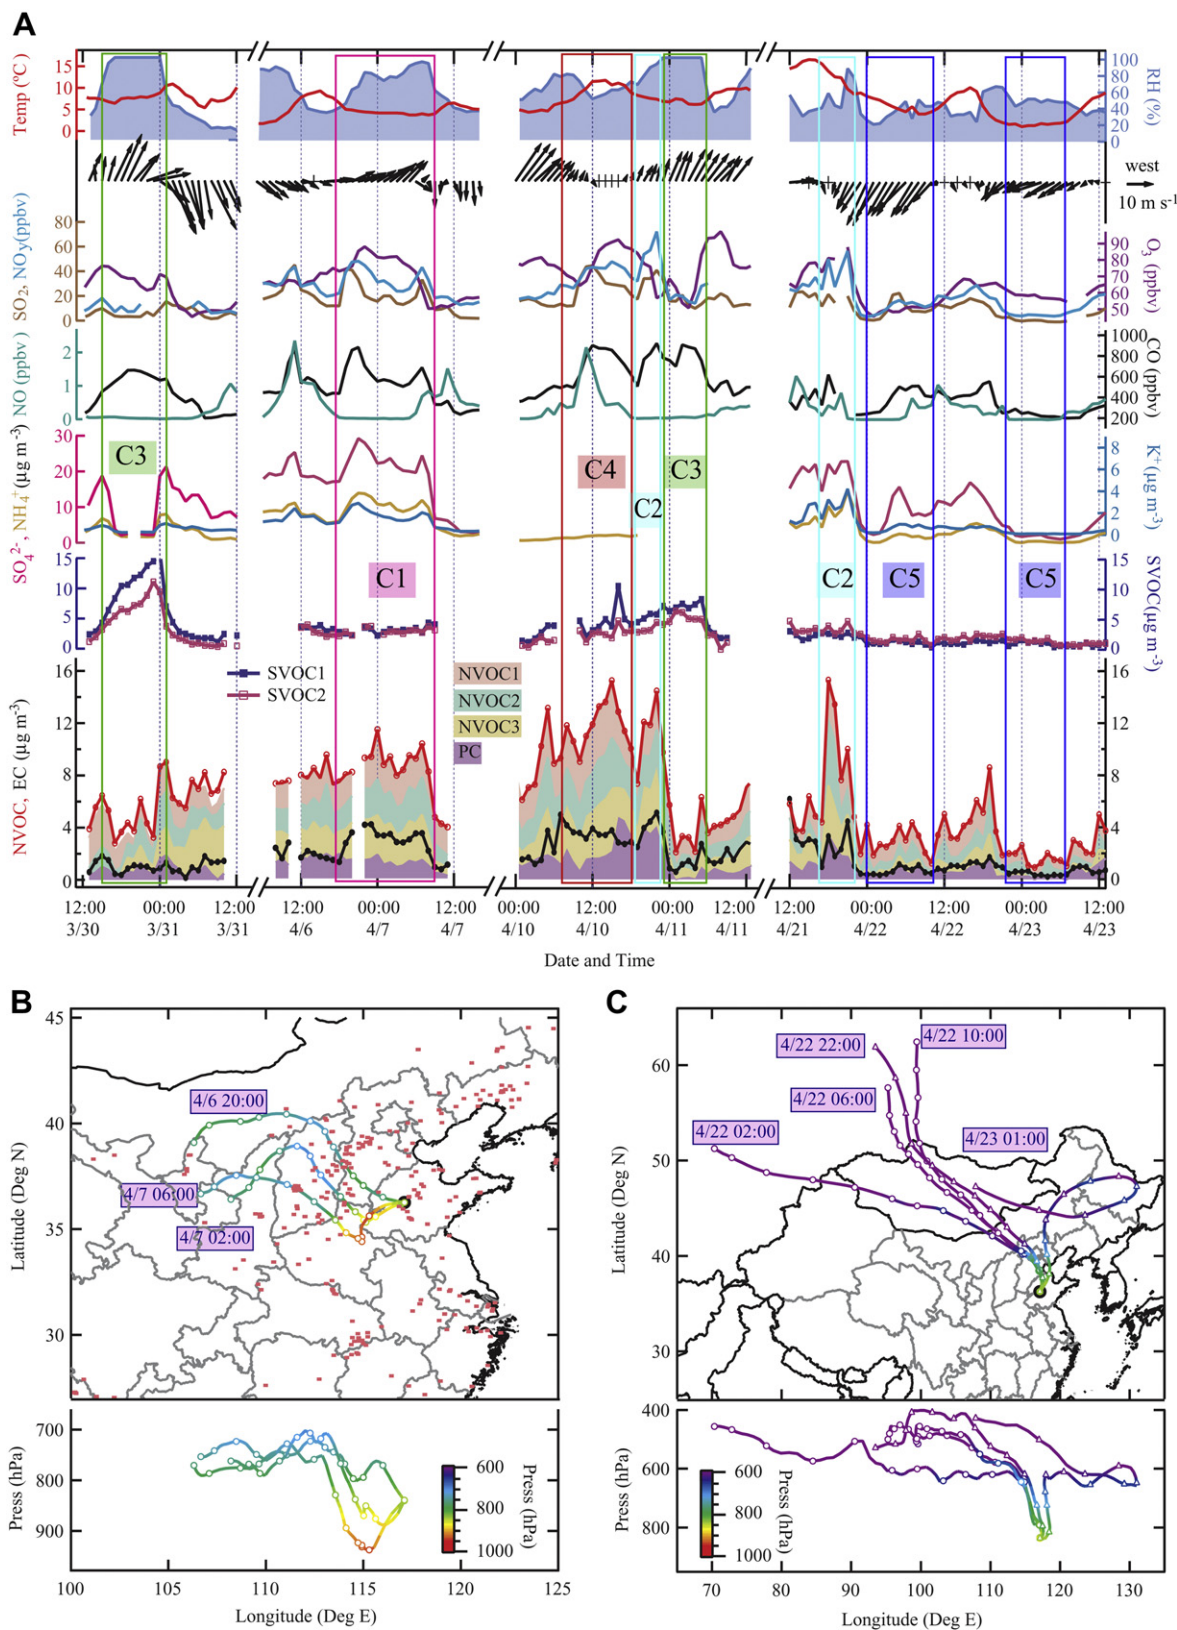 A
Temp (ºC)
15
10
5
0
100
80
60
40
20
0
RH (%)
west
10 m s-1
SO2, NOy(ppbv)
80
60
40
20
0
90
80
70
60
50
O3 (ppbv)
NO (ppbv)
2
1
0
1000
800
600
400
200
CO (ppbv)
SO4 2-, NH4+ (µg m-3)
30
20
10
0
8
6
4
2
0
K+ (µg m-3)
C3
C4
C3
C2
15
10
5
0
C1
C2
C5
C5
15
10
5
0
SVOC(µg m-3)
SVOC1
SVOC2
NVOC1
NVOC2
NVOC3
PC
NVOC, EC (µg m-3)
16
12
8
4
0
12
8
4
0
12:00 00:00 12:00 12:00 00:00 12:00 00:00 12:00 00:00 12:00 12:00 00:00 12:00 00:00 12:00
3/30 3/31 3/31 4/6 4/7 4/7 4/10 4/10 4/11 4/11 4/21 4/22 4/22 4/23 4/23
Date and Time
B
45
40
35
30
Latitude (Deg N)
4/6 20:00
4/7 06:00
4/7 02:00
700
800
900
Press (hPa)
600
800
1000
Press (hPa)
100 105 110 115 120 125
Longitude (Deg E)
C
60
50
40
30
Latitude (Deg N)
4/22 22:00
4/22 10:00
4/22 06:00
4/22 02:00
4/23 01:00
400
600
800
Press (hPa)
600
800
1000
Press (hPa)
70 80 90 100 110 120 130
Longitude (Deg E)